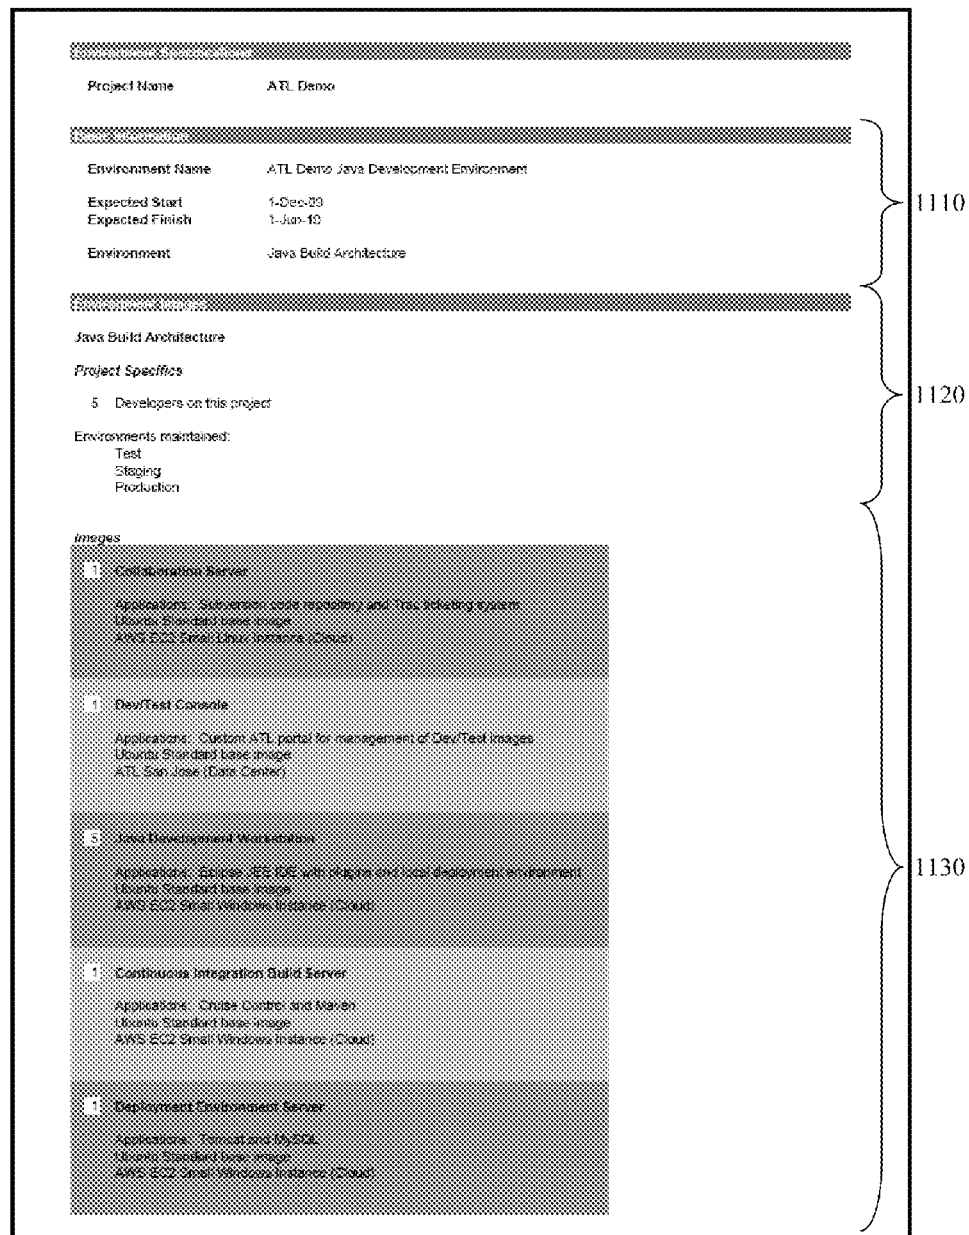 Environment Specifications
Project Name ATL Demo
Basic Information
Environment Name ATL Demo Java Development Environment
Expected Start 1-Dec-09
Expected Finish 1-Jun-10
Environment Java Build Architecture
1110
Environment Images
Java Build Architecture
Project Specifics
5 Developers on this project
Environments maintained:
Test
Staging
Production
1120
Images
1 Collaboration Server
Applications: Subversion code repository and Trac ticketing system
Ubuntu Standard base image
AWS EC2 Small Linux Instance (Cloud)
1 Dev/Test Console
Applications: Custom ATL portal for management of Dev/Test images
Ubuntu Standard base image
ATL San Jose (Data Center)
5 Java Development Workstation
Applications: Eclipse JEE IDE with plugins and local deployment environment
Ubuntu Standard base image
AWS EC2 Small Windows Instance (Cloud)
1130
1 Continuous Integration Build Server
Applications: Cruise Control and Maven
Ubuntu Standard base image
AWS EC2 Small Windows Instance (Cloud)
1 Deployment Environment Server
Applications: Tomcat and MySQL
Ubuntu Standard base image
AWS EC2 Small Windows Instance (Cloud)